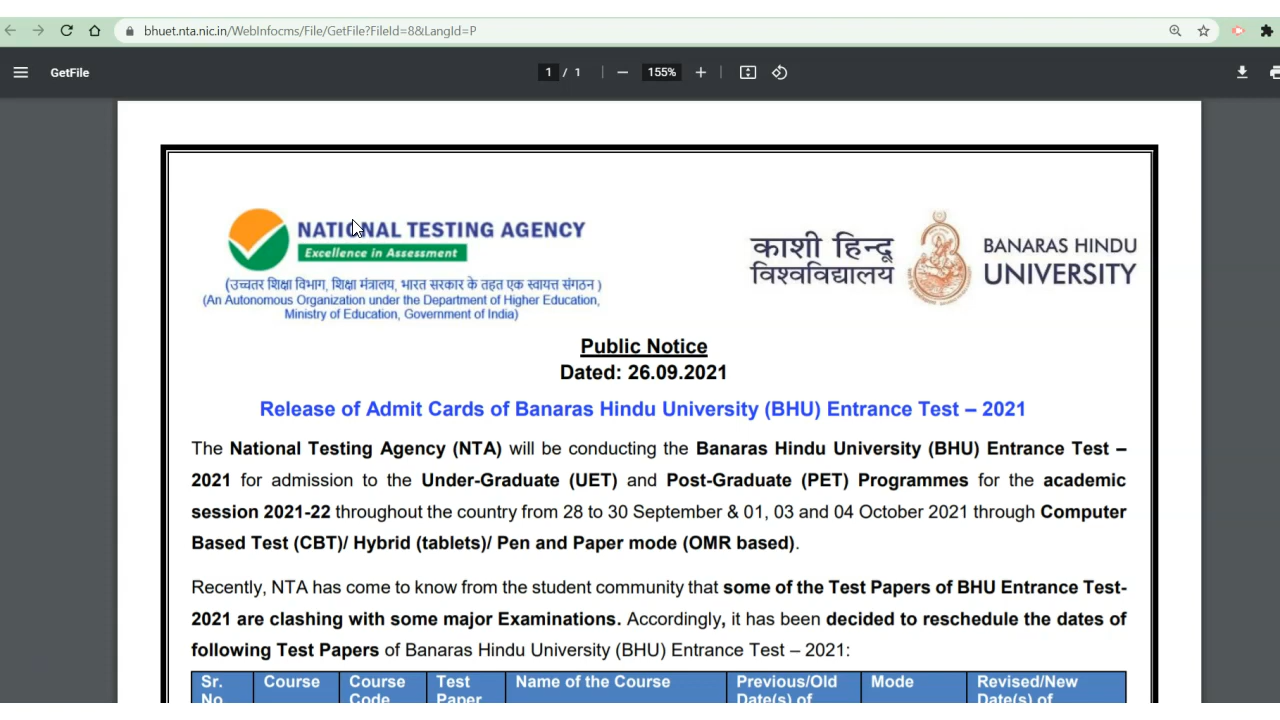 bhuet.nta.nic.in/WebInfocms/File/GetFile?FileId=8&LangId=P
GetFile
1 / 1
155%
NATIONAL TESTING AGENCY
Excellence in Assessment
(उच्चतर शिक्षा विभाग, शिक्षा मंत्रालय, भारत सरकार के तहत एक स्वायत्त संगठन )
(An Autonomous Organization under the Department of Higher Education,
Ministry of Education, Government of India)
काशी हिन्दू
विश्वविद्यालय
BANARAS HINDU
UNIVERSITY
Public Notice
Dated: 26.09.2021
Release of Admit Cards of Banaras Hindu University (BHU) Entrance Test – 2021
The National Testing Agency (NTA) will be conducting the Banaras Hindu University (BHU) Entrance Test –
2021 for admission to the Under-Graduate (UET) and Post-Graduate (PET) Programmes for the academic
session 2021-22 throughout the country from 28 to 30 September & 01, 03 and 04 October 2021 through Computer
Based Test (CBT)/ Hybrid (tablets)/ Pen and Paper mode (OMR based).
Recently, NTA has come to know from the student community that some of the Test Papers of BHU Entrance Test-
2021 are clashing with some major Examinations. Accordingly, it has been decided to reschedule the dates of
following Test Papers of Banaras Hindu University (BHU) Entrance Test – 2021:
Sr. Course Course Test Name of the Course Previous/Old Mode Revised/New
No Code Paper Date(s) of Date(s) of